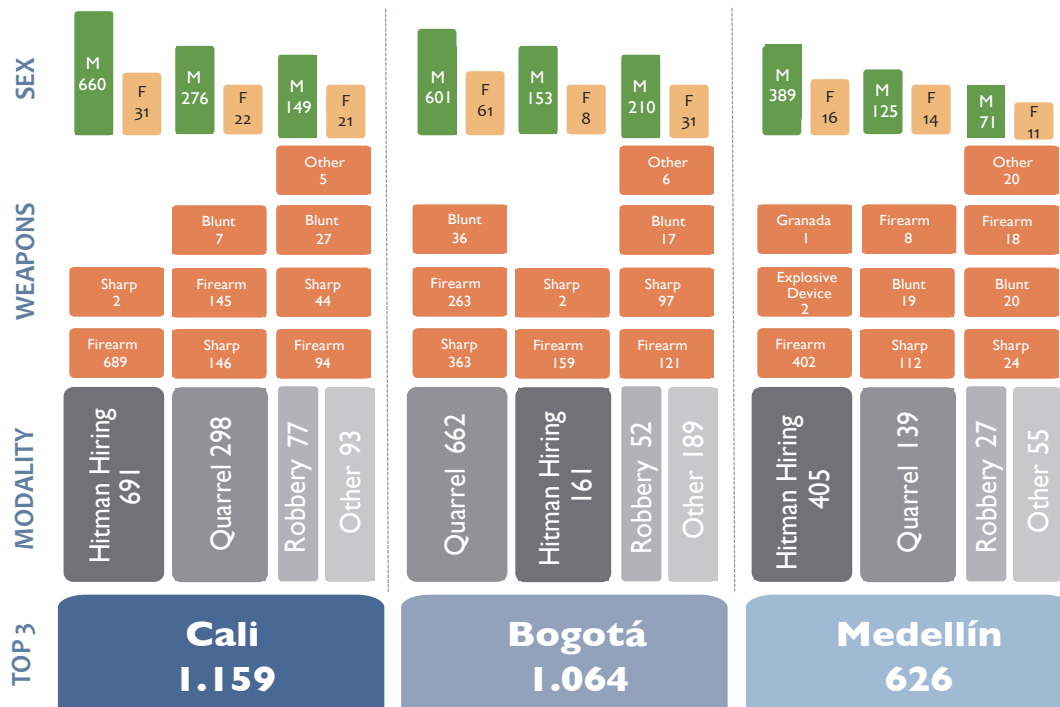 SEX
M
660
F
31
M
276
F
22
M
149
F
21
M
601
F
61
M
153
F
8
M
210
F
31
M
389
F
16
M
125
F
14
M
71
F
11
WEAPONS
Other
5
Blunt
7
Blunt
27
Sharp
2
Firearm
145
Sharp
44
Firearm
689
Sharp
146
Firearm
94
Other
6
Blunt
36
Blunt
17
Firearm
263
Sharp
2
Sharp
97
Sharp
363
Firearm
159
Firearm
121
Other
20
Granada
1
Firearm
8
Firearm
18
Explosive
Device
2
Blunt
19
Blunt
20
Firearm
402
Sharp
112
Sharp
24
MODALITY
Hitman Hiring
691
Quarrel 298
Robbery 77
Other 93
Quarrel 662
Hitman Hiring
161
Robbery 52
Other 189
Hitman Hiring
405
Quarrel 139
Robbery 27
Other 55
TOP 3
Cali
1.159
Bogotá
1.064
Medellín
626